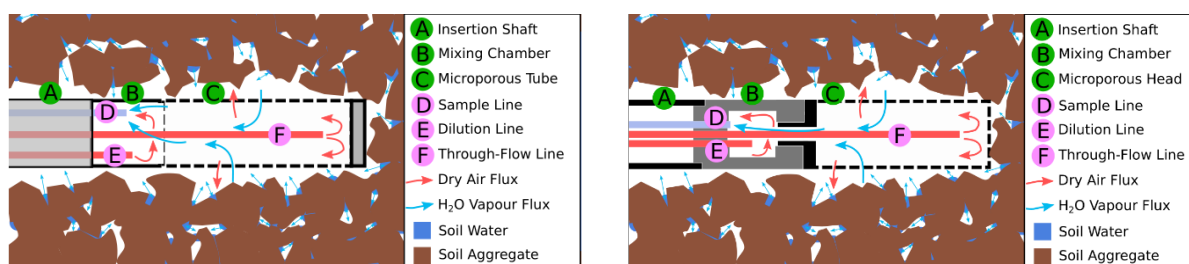 A Insertion Shaft
B Mixing Chamber
C Microporous Tube
D Sample Line
E Dilution Line
F Through-Flow Line
Dry Air Flux
H₂O Vapour Flux
Soil Water
Soil Aggregate
A
B
C
D
F
E
A Insertion Shaft
B Mixing Chamber
C Microporous Head
D Sample Line
E Dilution Line
F Through-Flow Line
Dry Air Flux
H₂O Vapour Flux
Soil Water
Soil Aggregate
A
B
C
D
F
E